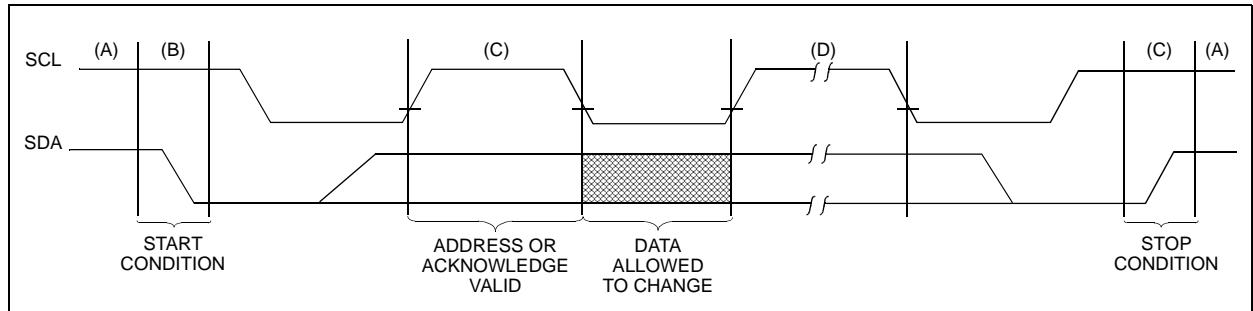 (A) (B) (C) (D) (C) (A)
SCL
SDA
START
CONDITION
ADDRESS OR
ACKNOWLEDGE
VALID
DATA
ALLOWED
TO CHANGE
STOP
CONDITION